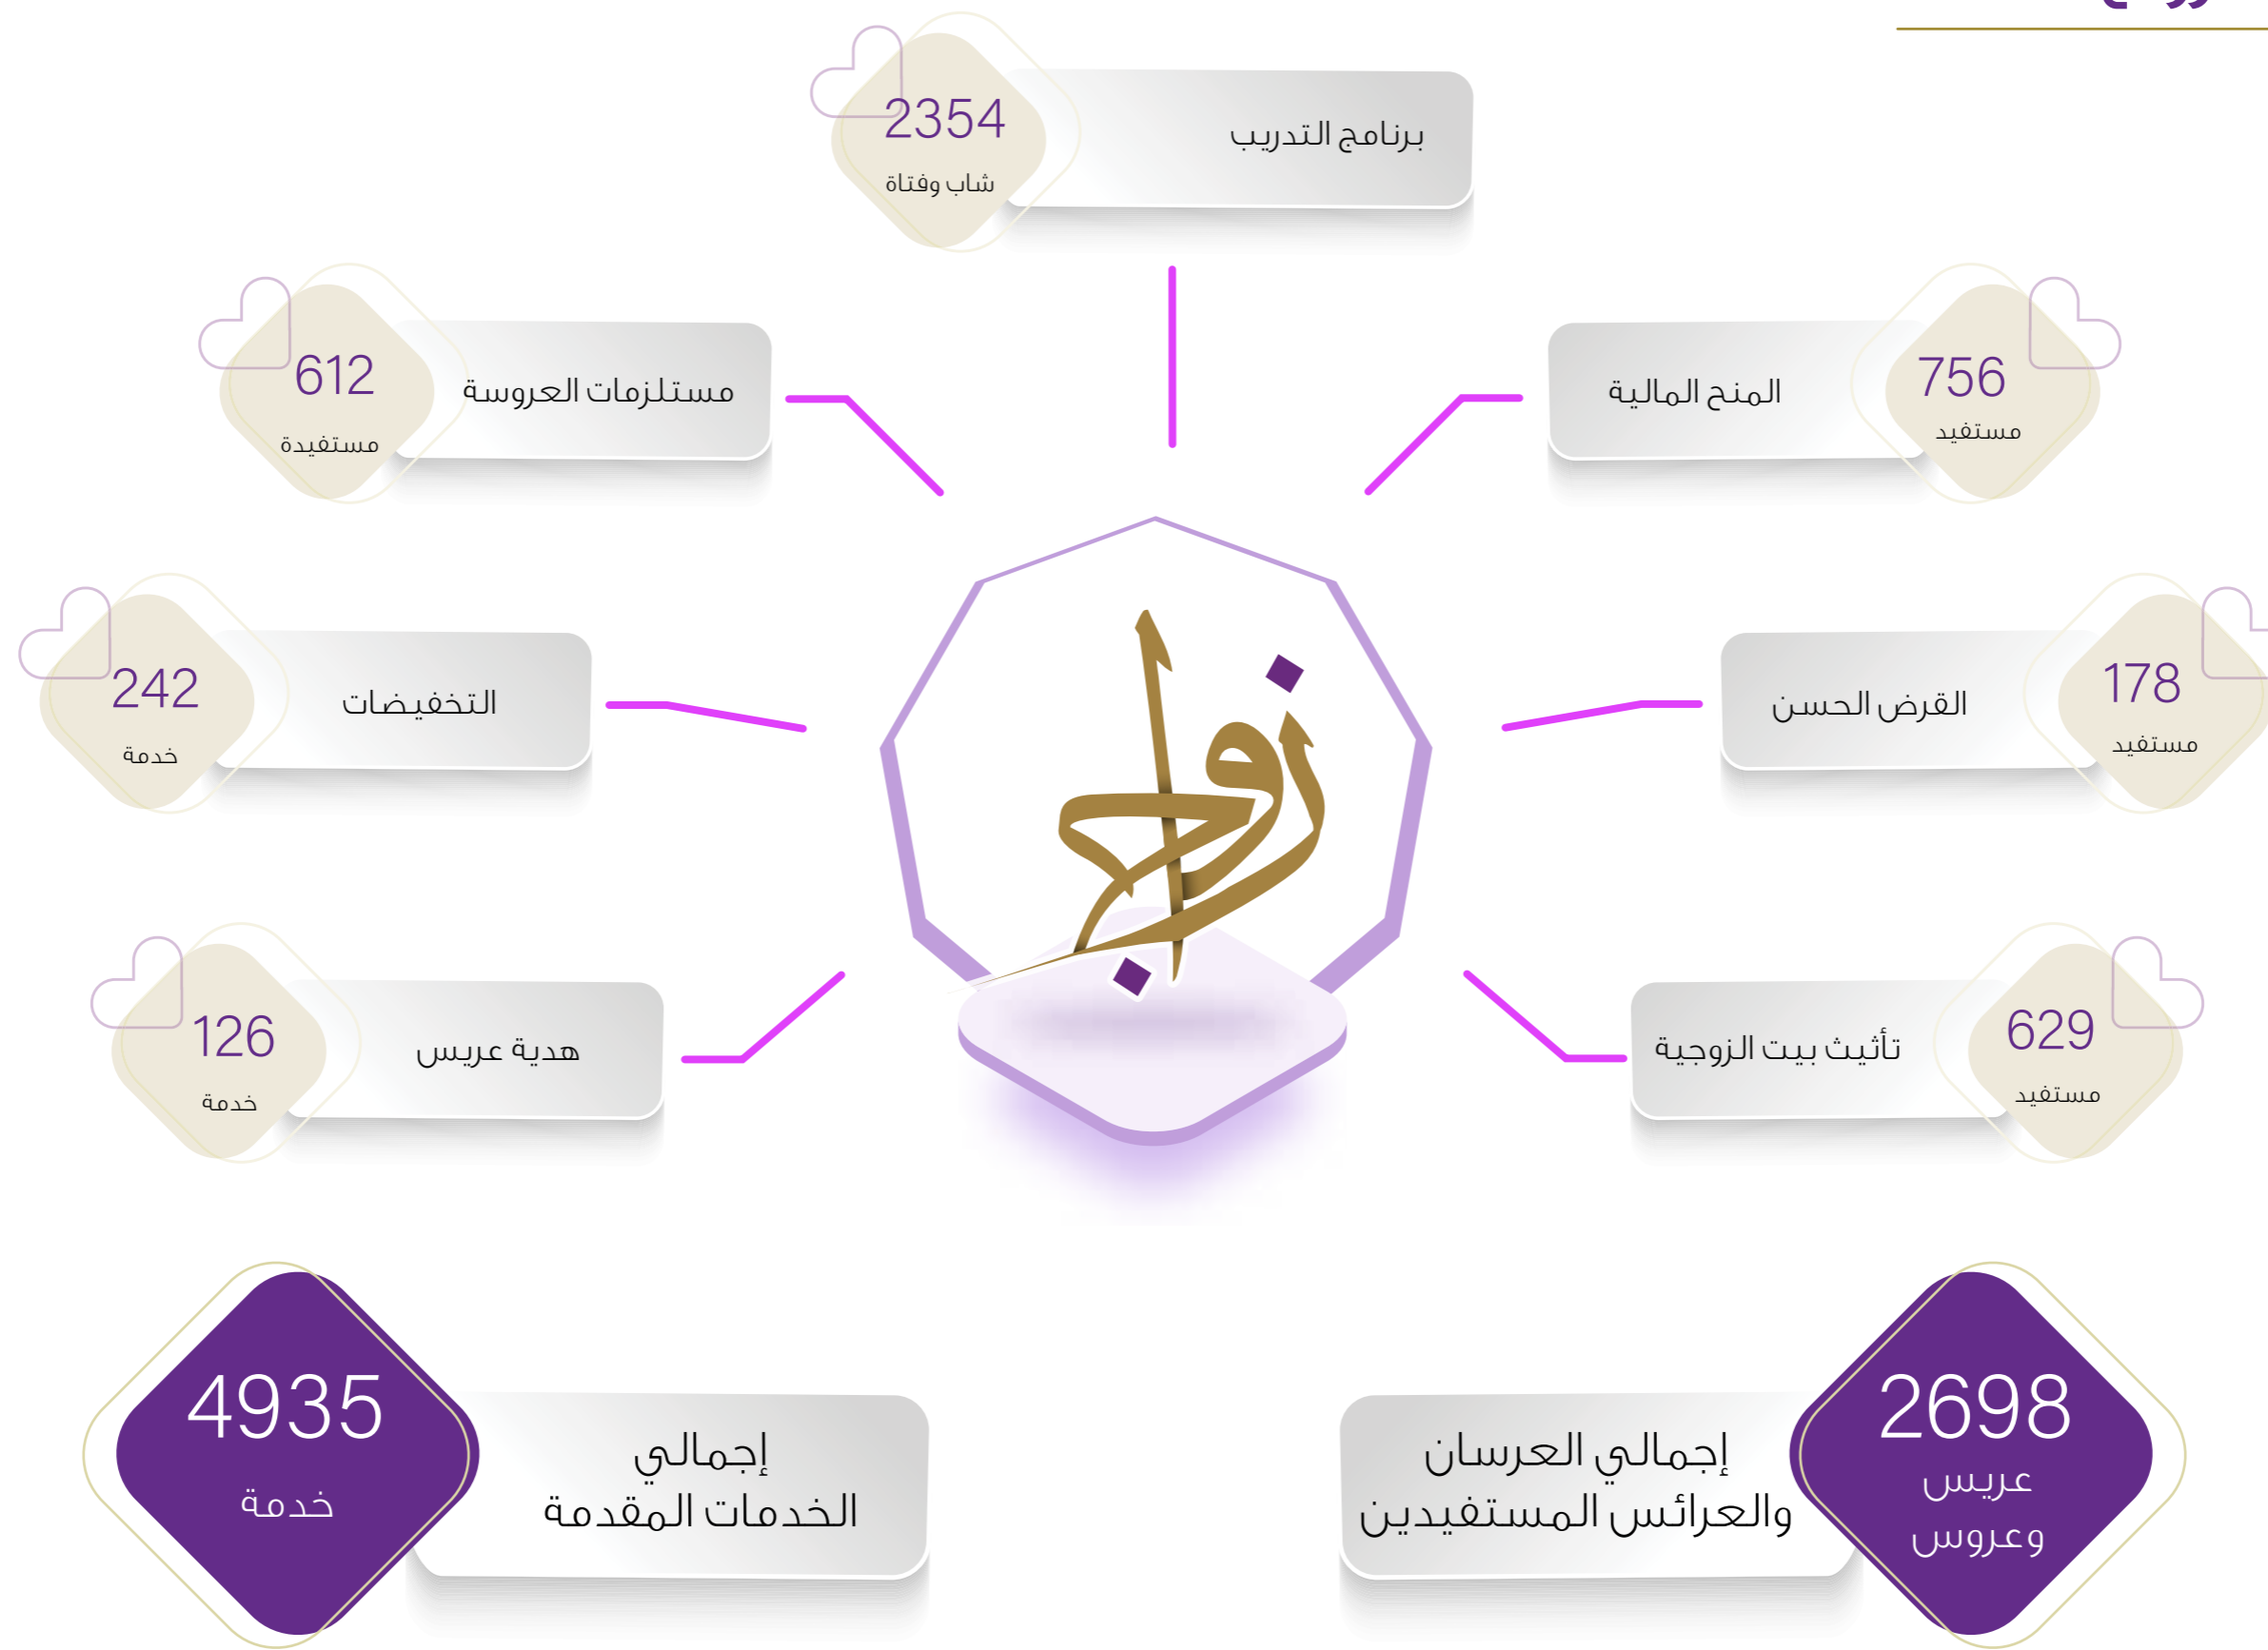 برنامج التدريب
2354
شاب وفتاة
المنح المالية
756
مستفيد
مستلزمات العروسة
612
مستفيدة
القرض الحسن
178
مستفيد
التخفيضات
242
خدمة
زواج
تأثيث بيت الزوجية
629
مستفيد
هدية عريس
126
خدمة
2698
عريس
وعروس
إجمالي العرسان
والعرائس المستفيدين
إجمالي
الخدمات المقدمة
4935
خدمة